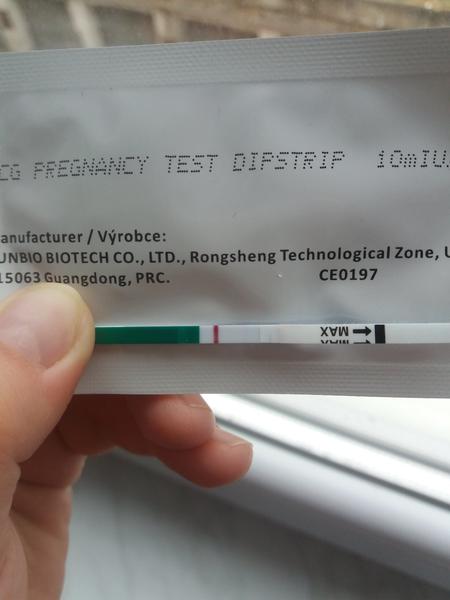 CG PREGNANCY TEST DIPSTRIP 10mIU
anufacturer / Výrobce:
UNBIO BIOTECH CO., LTD., Rongsheng Technological Zone, U
15063 Guangdong, PRC. CE0197
MAX
MAX